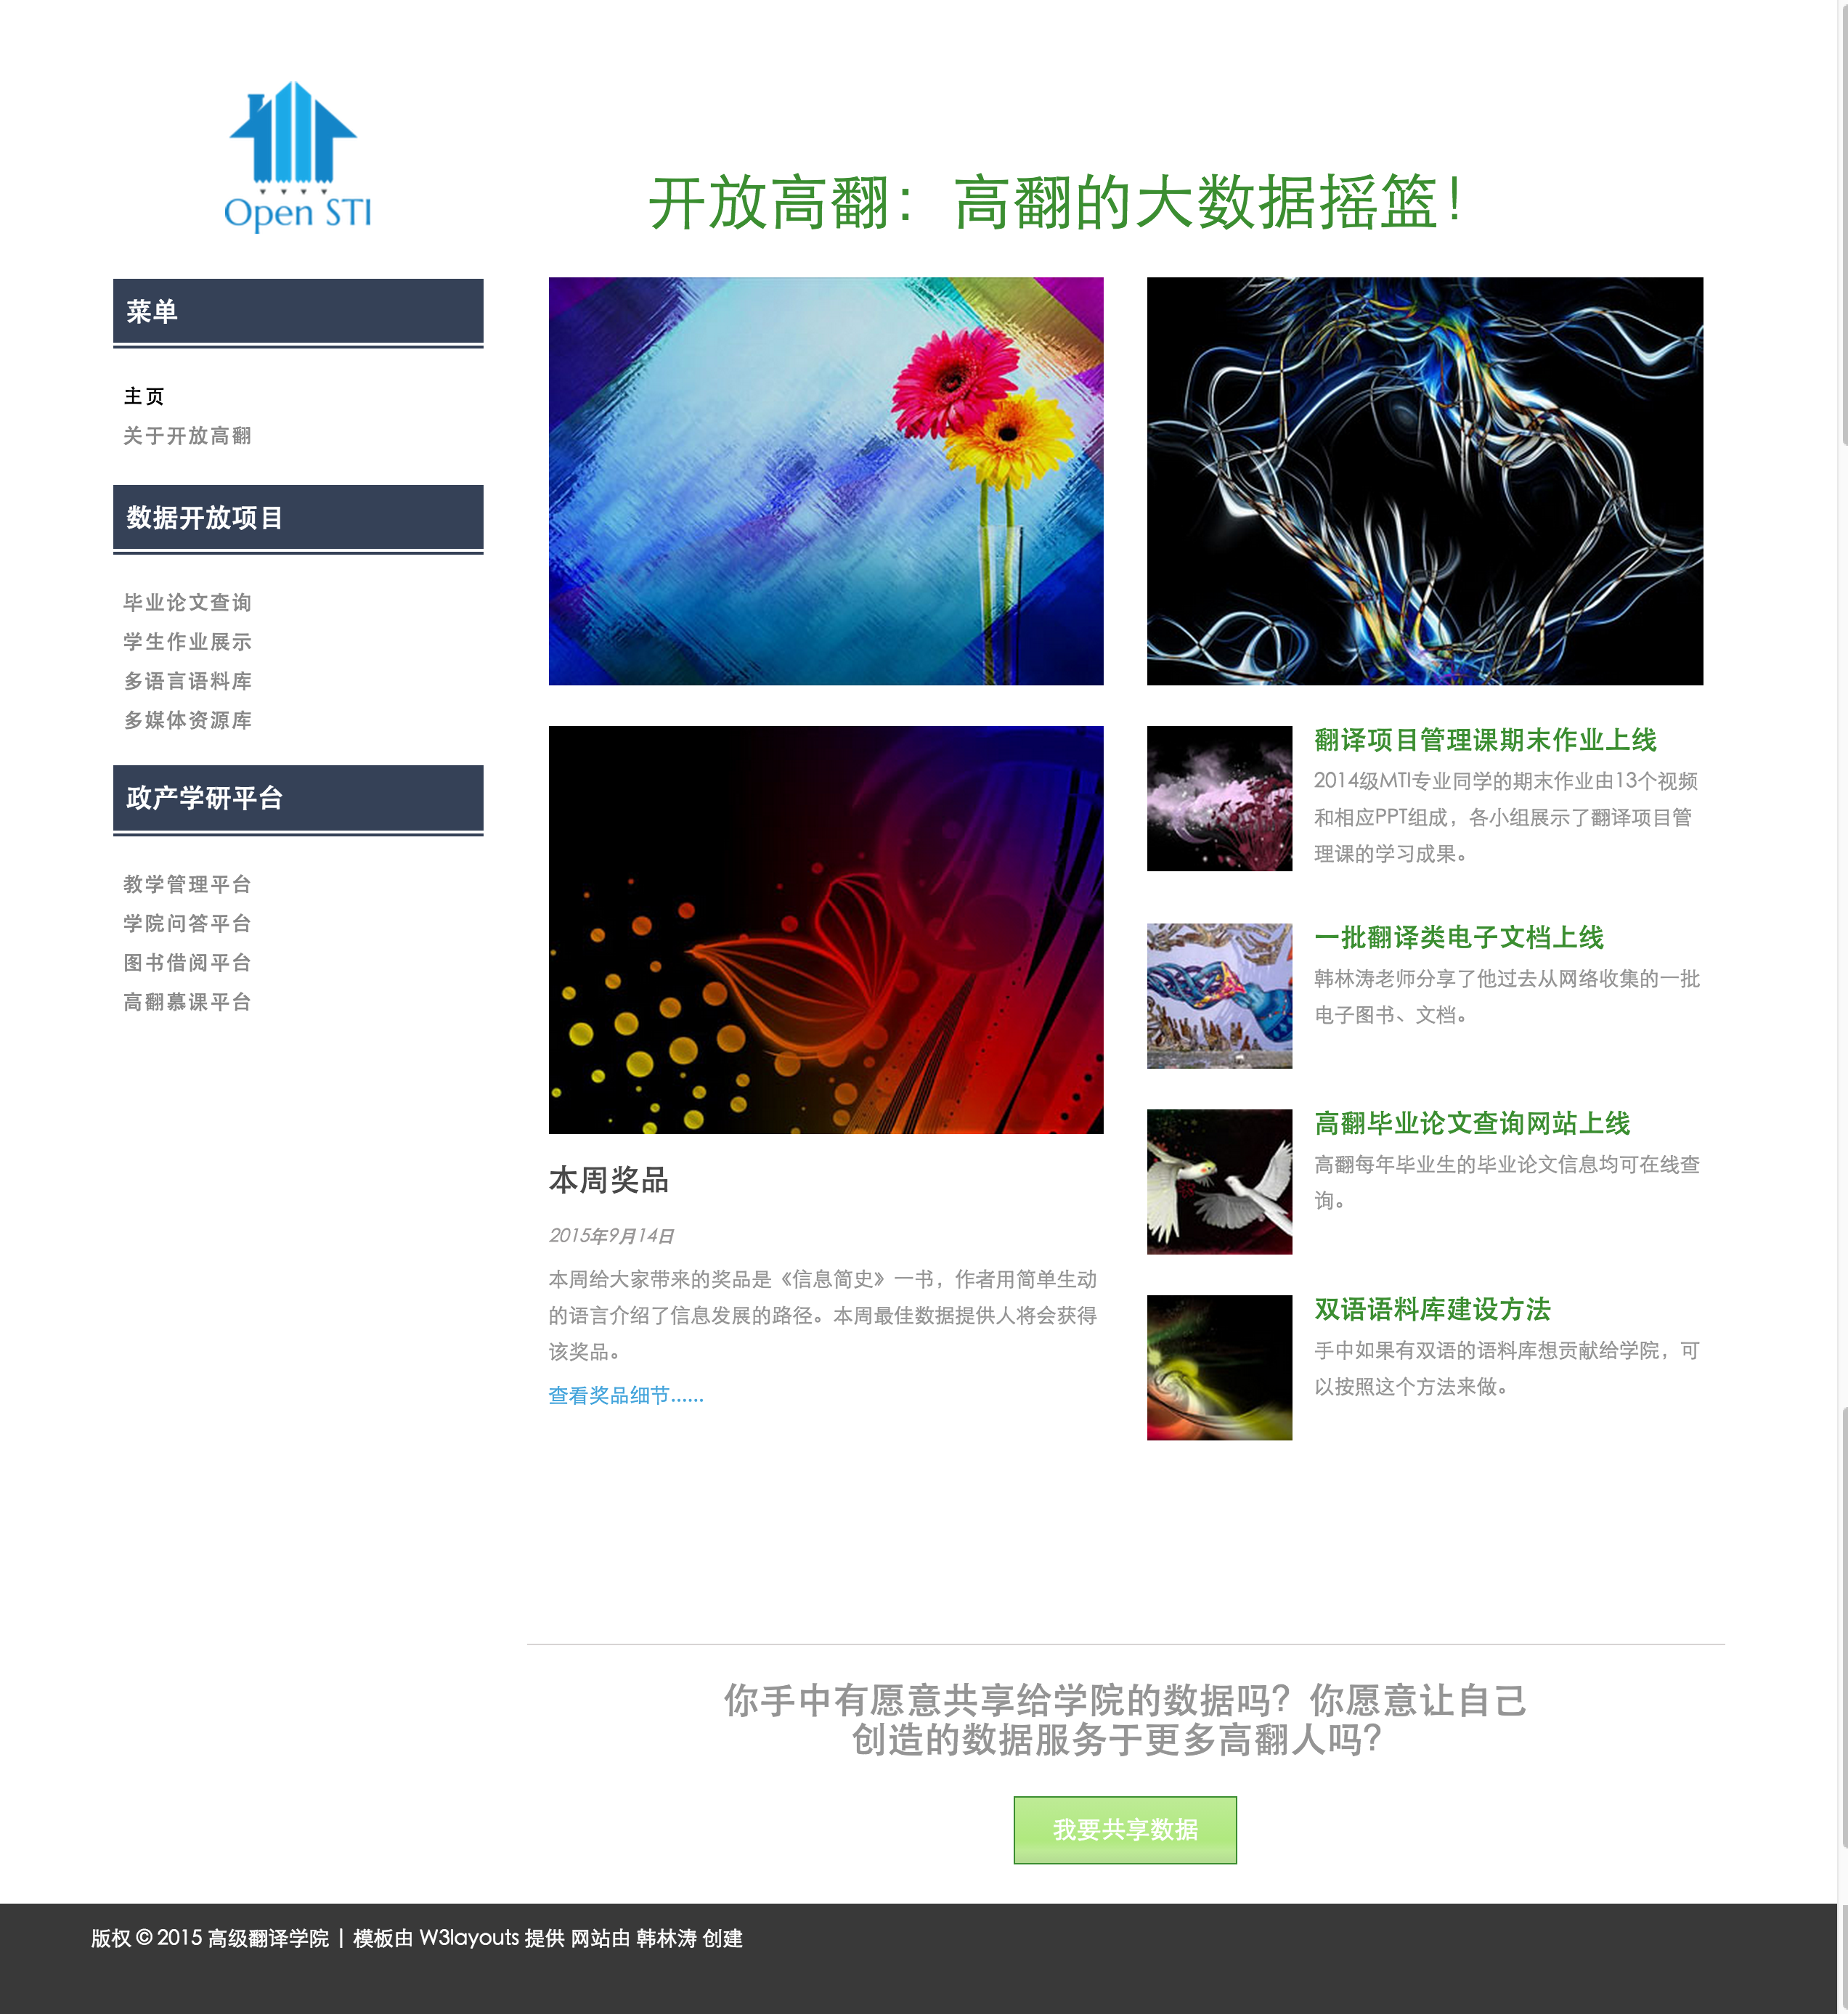 Open STI
开放高翻：高翻的大数据摇篮！
菜单
主页
关于开放高翻
数据开放项目
毕业论文查询
学生作业展示
多语言语料库
多媒体资源库
政产学研平台
教学管理平台
学院问答平台
图书借阅平台
高翻慕课平台
本周奖品
2015年9月14日
本周给大家带来的奖品是《信息简史》一书，作者用简单生动
的语言介绍了信息发展的路径。本周最佳数据提供人将会获得
该奖品。
查看奖品细节......
翻译项目管理课期末作业上线
2014级MTI专业同学的期末作业由13个视频
和相应PPT组成，各小组展示了翻译项目管
理课的学习成果。
一批翻译类电子文档上线
韩林涛老师分享了他过去从网络收集的一批
电子图书、文档。
高翻毕业论文查询网站上线
高翻每年毕业生的毕业论文信息均可在线查
询。
双语语料库建设方法
手中如果有双语的语料库想贡献给学院，可
以按照这个方法来做。
你手中有愿意共享给学院的数据吗？你愿意让自己
创造的数据服务于更多高翻人吗？
我要共享数据
版权 © 2015 高级翻译学院 | 模板由 W3layouts 提供 网站由 韩林涛 创建